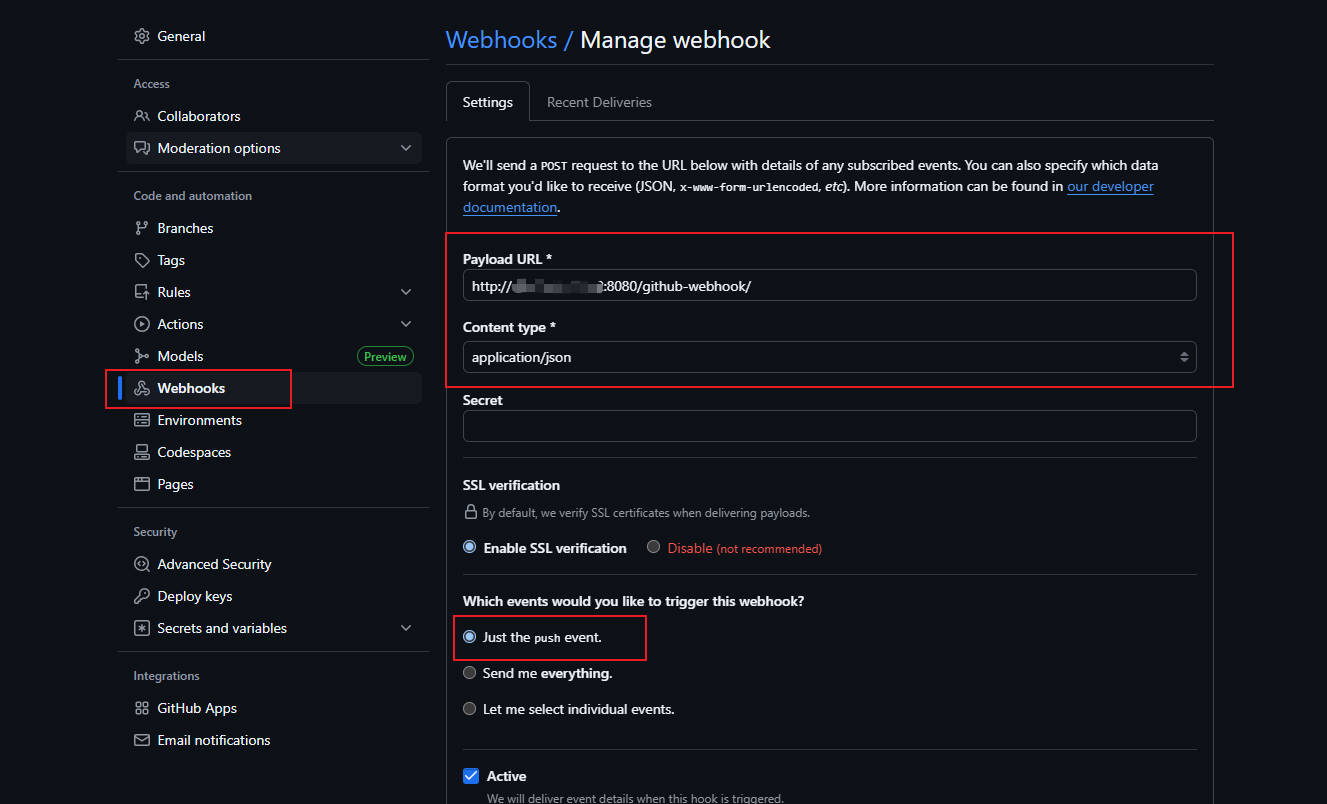 General
Access
Collaborators
Moderation options
Code and automation
Branches
Tags
Rules
Actions
Models
Preview
Webhooks
Environments
Codespaces
Pages
Security
Advanced Security
Deploy keys
Secrets and variables
Integrations
GitHub Apps
Email notifications
Webhooks / Manage webhook
Settings
Recent Deliveries
We'll send a POST request to the URL below with details of any subscribed events. You can also specify which data
format you'd like to receive (JSON, x-www-form-urlencoded, etc). More information can be found in our developer
documentation.
Payload URL *
http:// :8080/github-webhook/
Content type *
application/json
Secret
SSL verification
By default, we verify SSL certificates when delivering payloads.
Enable SSL verification
Disable (not recommended)
Which events would you like to trigger this webhook?
Just the push event.
Send me everything.
Let me select individual events.
Active
We will deliver event details when this hook is triggered.